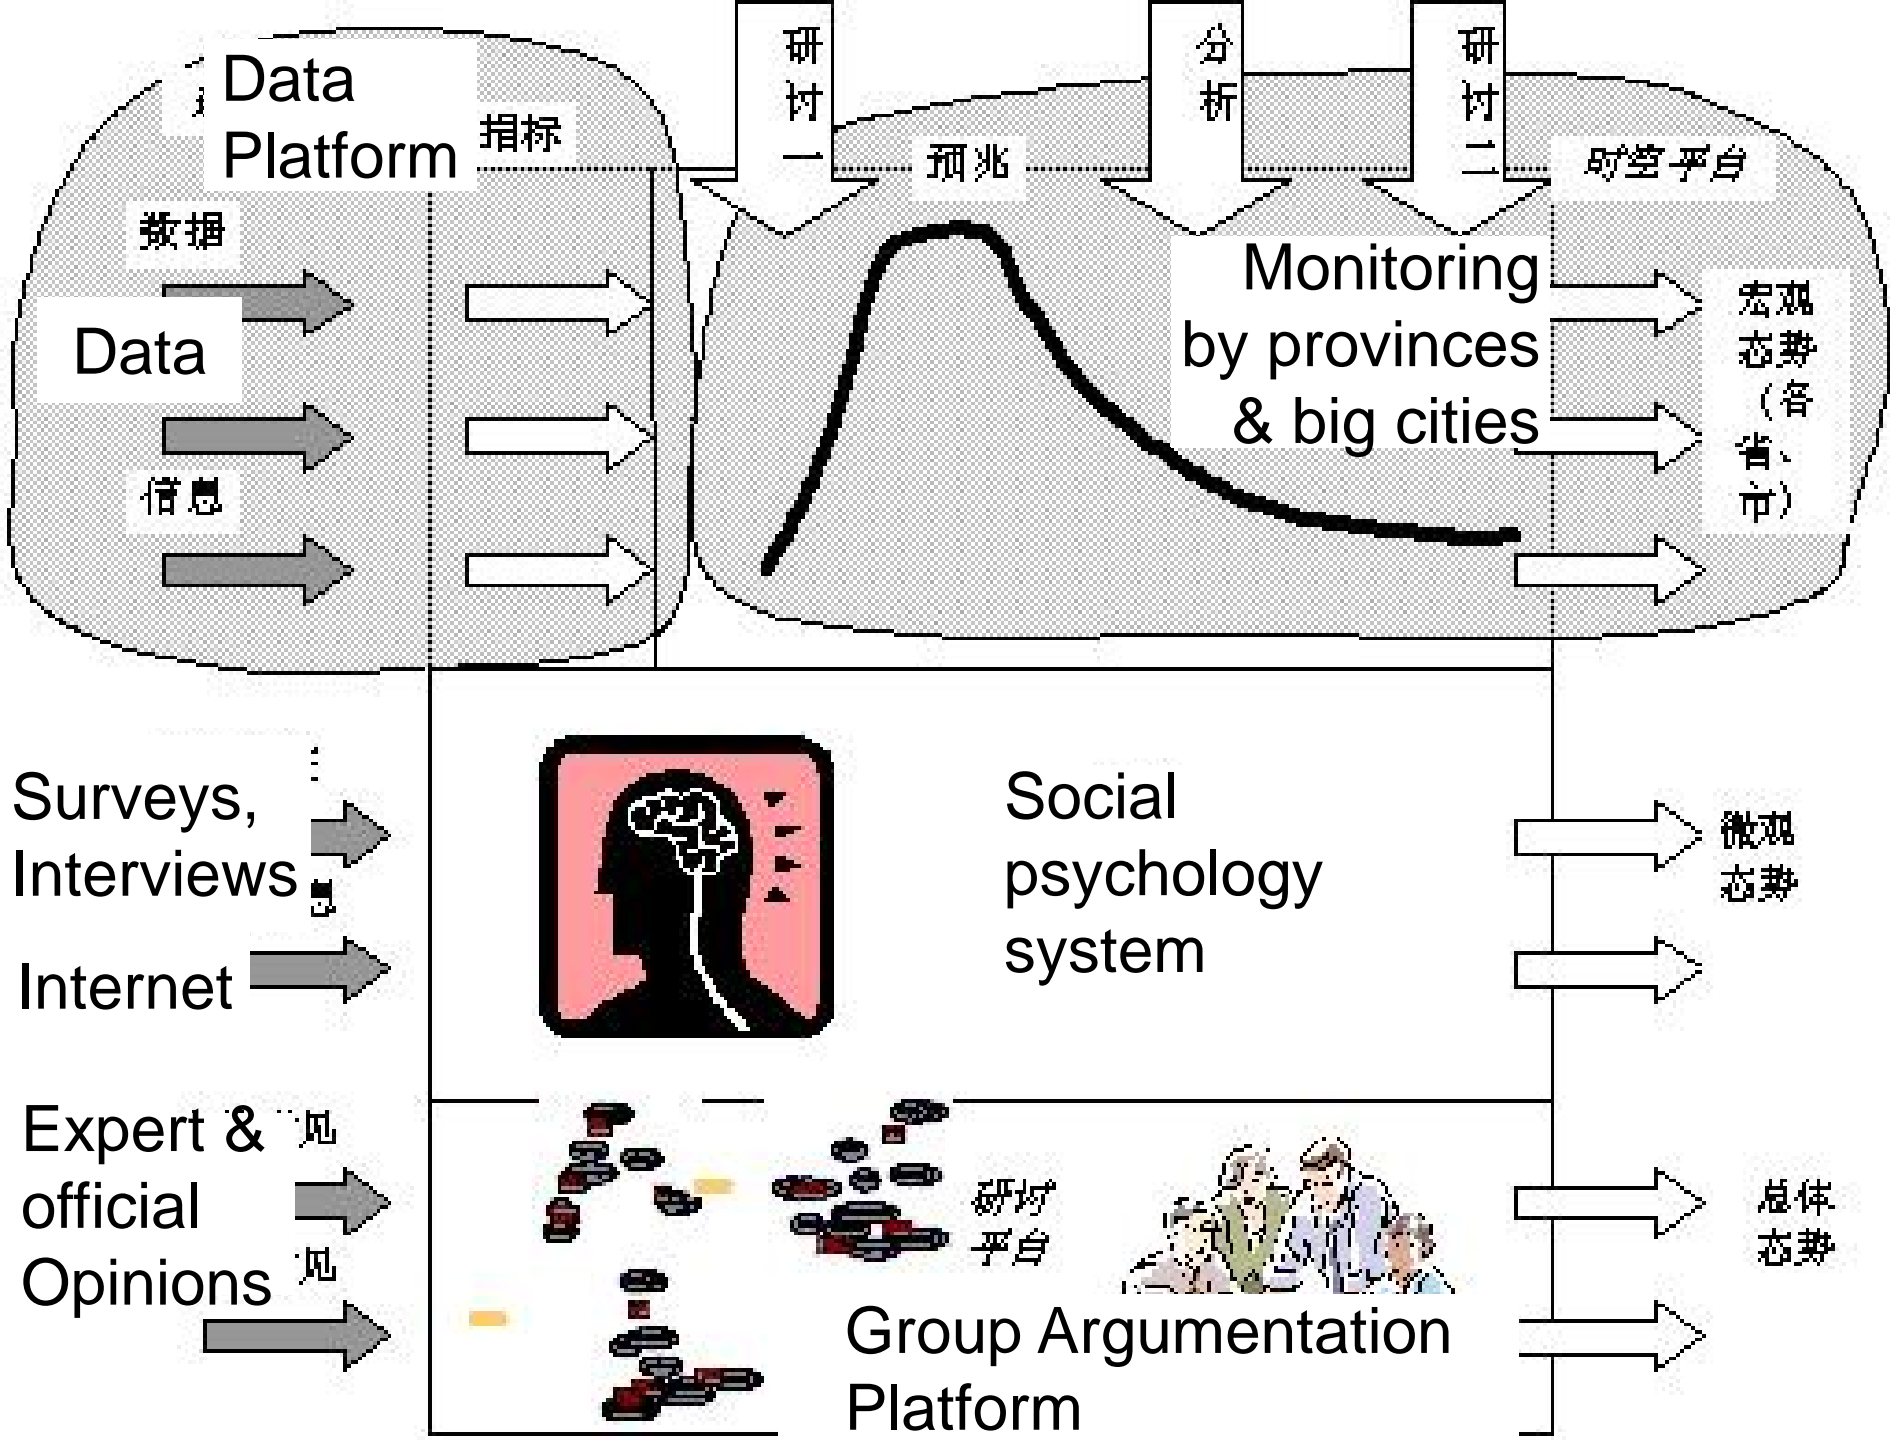 研讨一
分析
研讨二
Data
Platform
指标
预兆
时空平台
数据
Data
信息
Monitoring
by provinces
& big cities
宏观
态势
(各
省、
市)
Surveys,
Interviews
Internet
Social
psychology
system
微观
态势
Expert &
official
Opinions
见
见
研讨
平台
总体
态势
Group Argumentation
Platform